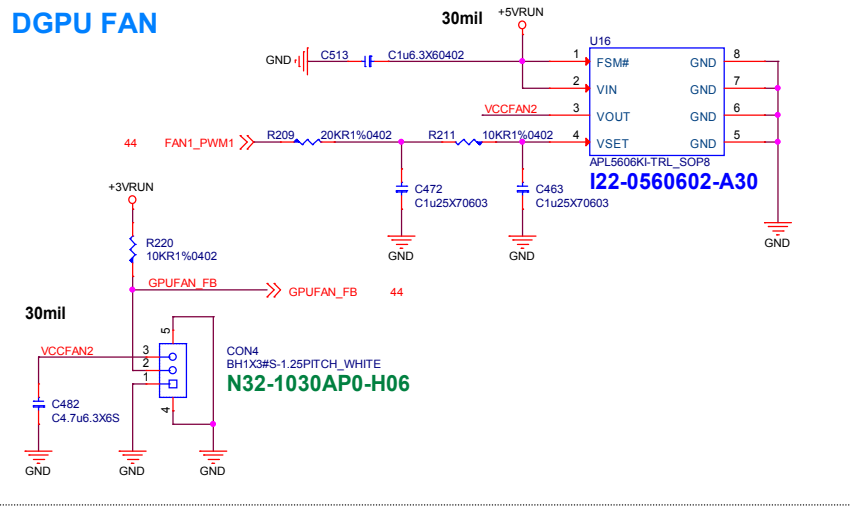 DGPU FAN
30mil
+5VRUN
U16
GND
C513
C1u6.3X60402
1
FSM#
GND
8
2
VIN
GND
7
VCCFAN2
3
VOUT
GND
6
44
FAN1_PWM1
R209
20KR1%0402
R211
10KR1%0402
4
VSET
GND
5
APL5606KI-TRL_SOP8
I22-0560602-A30
C472
C1u25X70603
C463
C1u25X70603
+3VRUN
GND
GND
GND
R220
10KR1%0402
GPUFAN_FB
GPUFAN_FB
44
30mil
5
VCCFAN2
3
2
1
4
CON4
BH1X3#S-1.25PITCH_WHITE
N32-1030AP0-H06
C482
C4.7u6.3X6S
GND
GND
GND